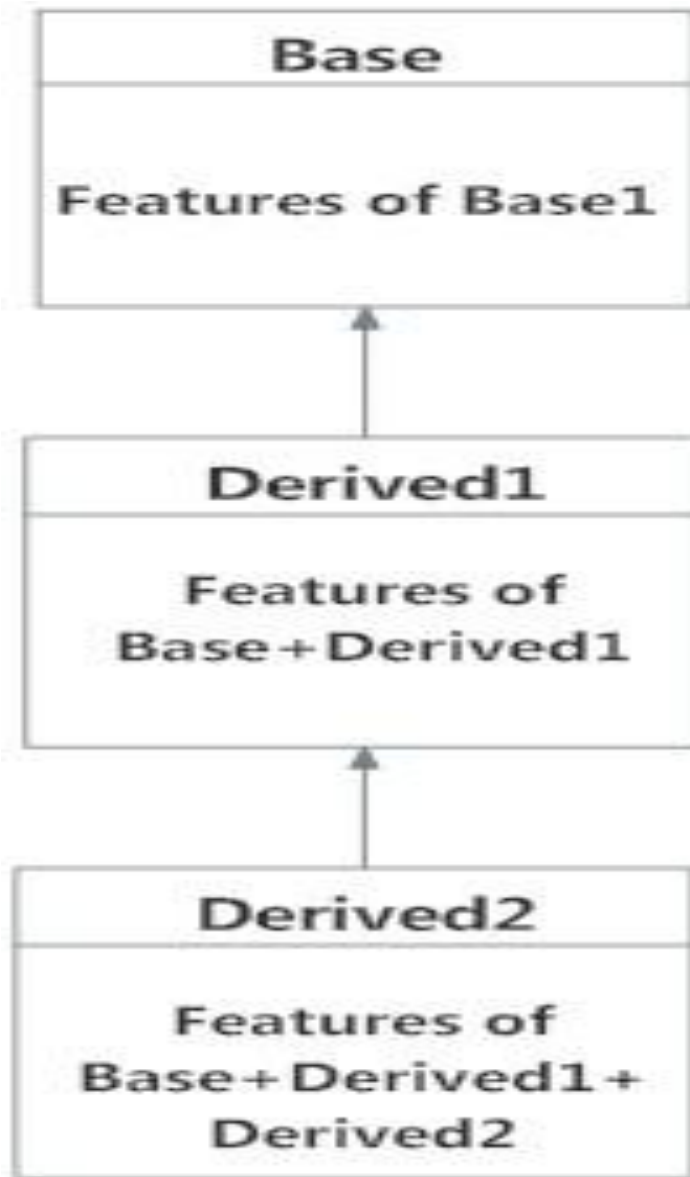 Base
Features of Base1
Derived1
Features of
Base+Derived1
Derived2
Features of
Base+Derived1+
Derived2